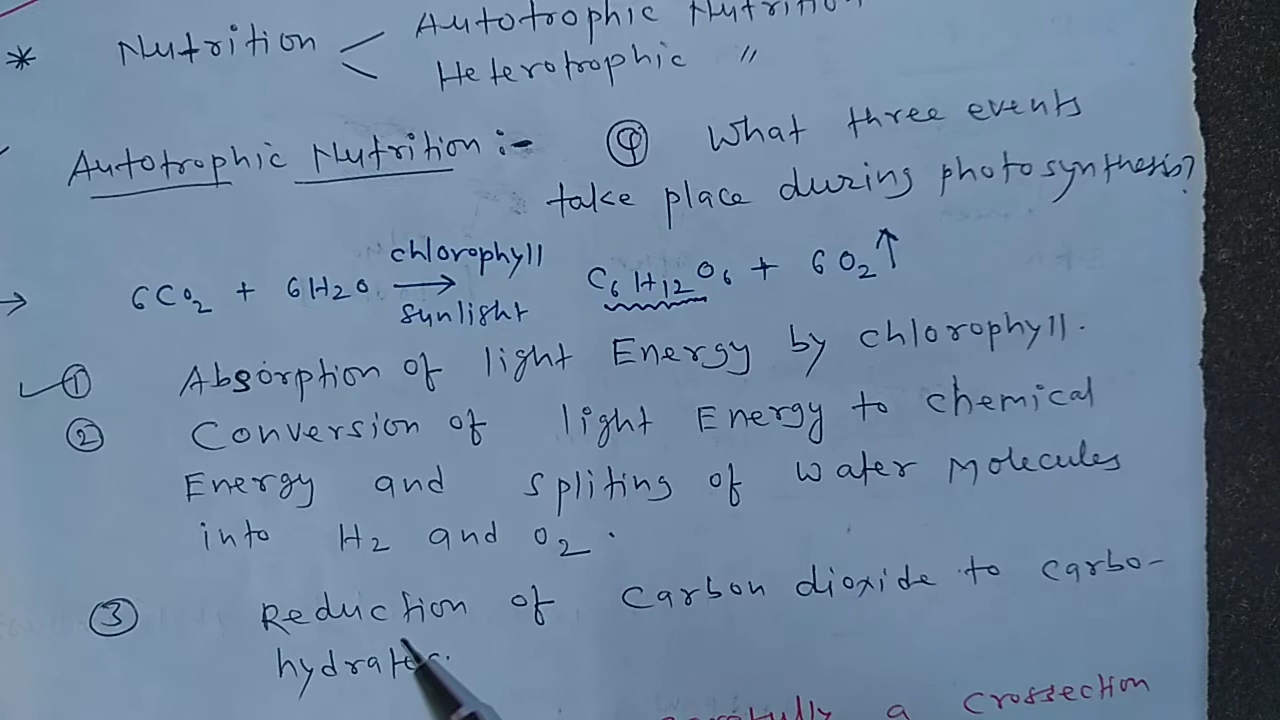 * Nutrition < Autotrophic Nutrition
Heterotrophic "
Autotrophic Nutrition :- Q What three events
take place during photosynthesis?
chlorophyll
→ 6CO2 + 6H2O → C6H12O6 + 6O2↑
sunlight
① Absorption of light Energy by chlorophyll.
② Conversion of light Energy to chemical
Energy and spliting of water Molecules
into H2 and O2.
③ Reduction of Carbon dioxide to carbo-
hydrates.
a crossection